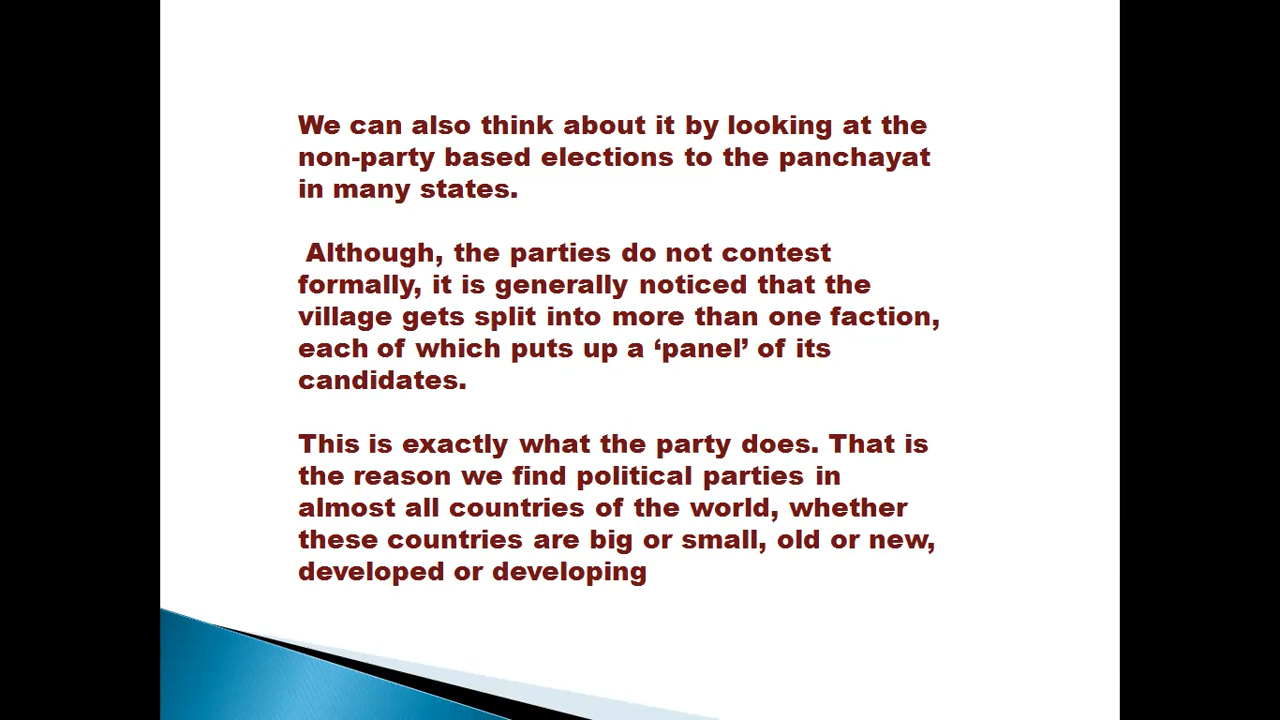 We can also think about it by looking at the
non-party based elections to the panchayat
in many states.
Although, the parties do not contest
formally, it is generally noticed that the
village gets split into more than one faction,
each of which puts up a ‘panel’ of its
candidates.
This is exactly what the party does. That is
the reason we find political parties in
almost all countries of the world, whether
these countries are big or small, old or new,
developed or developing